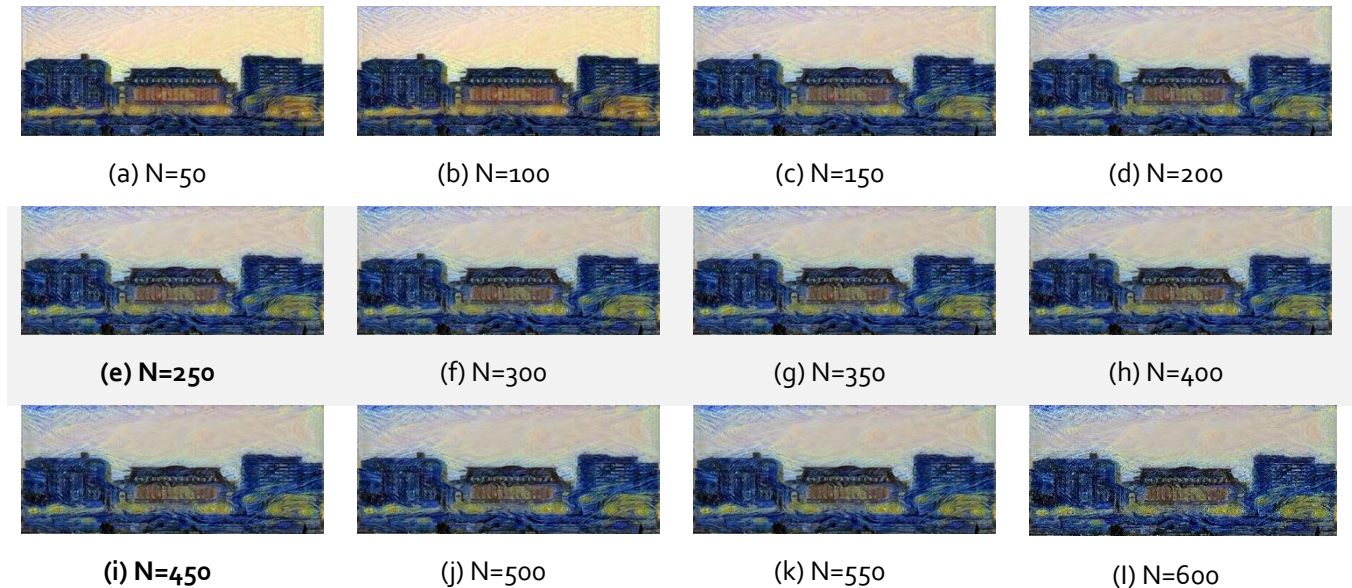 (a) N=50
(b) N=100
(c) N=150
(d) N=200
(e) N=250
(f) N=300
(g) N=350
(h) N=400
(i) N=450
(j) N=500
(k) N=550
(l) N=600